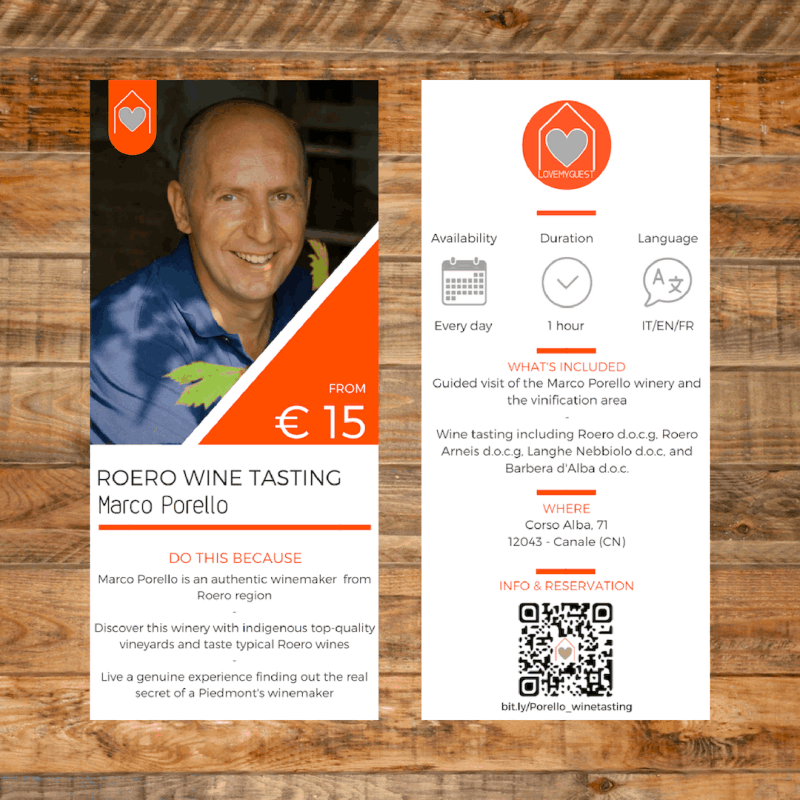 FROM
€ 15
ROERO WINE TASTING
Marco Porello
DO THIS BECAUSE
Marco Porello is an authentic winemaker from
Roero region
-
Discover this winery with indigenous top-quality
vineyards and taste typical Roero wines
-
Live a genuine experience finding out the real
secret of a Piedmont's winemaker
LOVEMYGUEST
Availability
Duration
Language
Every day
1 hour
IT/EN/FR
WHAT'S INCLUDED
Guided visit of the Marco Porello winery and
the vinification area
-
Wine tasting including Roero d.o.c.g, Roero
Arneis d.o.c.g, Langhe Nebbiolo d.o.c, and
Barbera d'Alba d.o.c.
WHERE
Corso Alba, 71
12043 - Canale (CN)
INFO & RESERVATION
bit.ly/Porello_winetasting